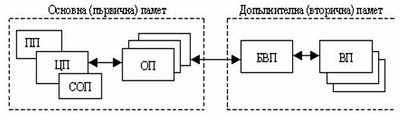 Основна (първична) памет
Допълнителна (вторична) памет
ПП
ЦП
СОП
ОП
БВП
ВП